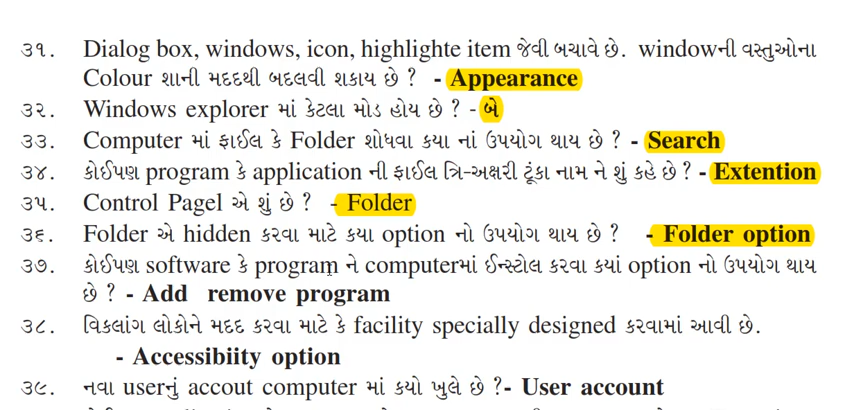 ૩૧. Dialog box, windows, icon, highlighte item જેવી બચાવે છે. windowની વસ્તુઓના
Colour શાની મદદથી બદલવી શકાય છે ? - Appearance
૩૨. Windows explorer માં કેટલા મોડ હોય છે ? - બે
૩૩. Computer માં ફાઈલ કે Folder શોધવા કયા નાં ઉપયોગ થાય છે ? - Search
૩૪. કોઈપણ program કે application ની ફાઈલ ત્રિ-અક્ષરી ટૂંકા નામ ને શું કહે છે ? - Extention
૩૫. Control Pagel એ શું છે ? - Folder
૩૬. Folder એ hidden કરવા માટે કયા option નો ઉપયોગ થાય છે ? - Folder option
૩૭. કોઈપણ software કે program ને computerમાં ઈન્સ્ટોલ કરવા કયાં option નો ઉપયોગ થાય
છે ? - Add remove program
૩૮. વિકલાંગ લોકોને મદદ કરવા માટે કે facility specially designed કરવામાં આવી છે.
- Accessibiity option
૩૯. નવા userનું accout computer માં કયો ખુલે છે ?- User account